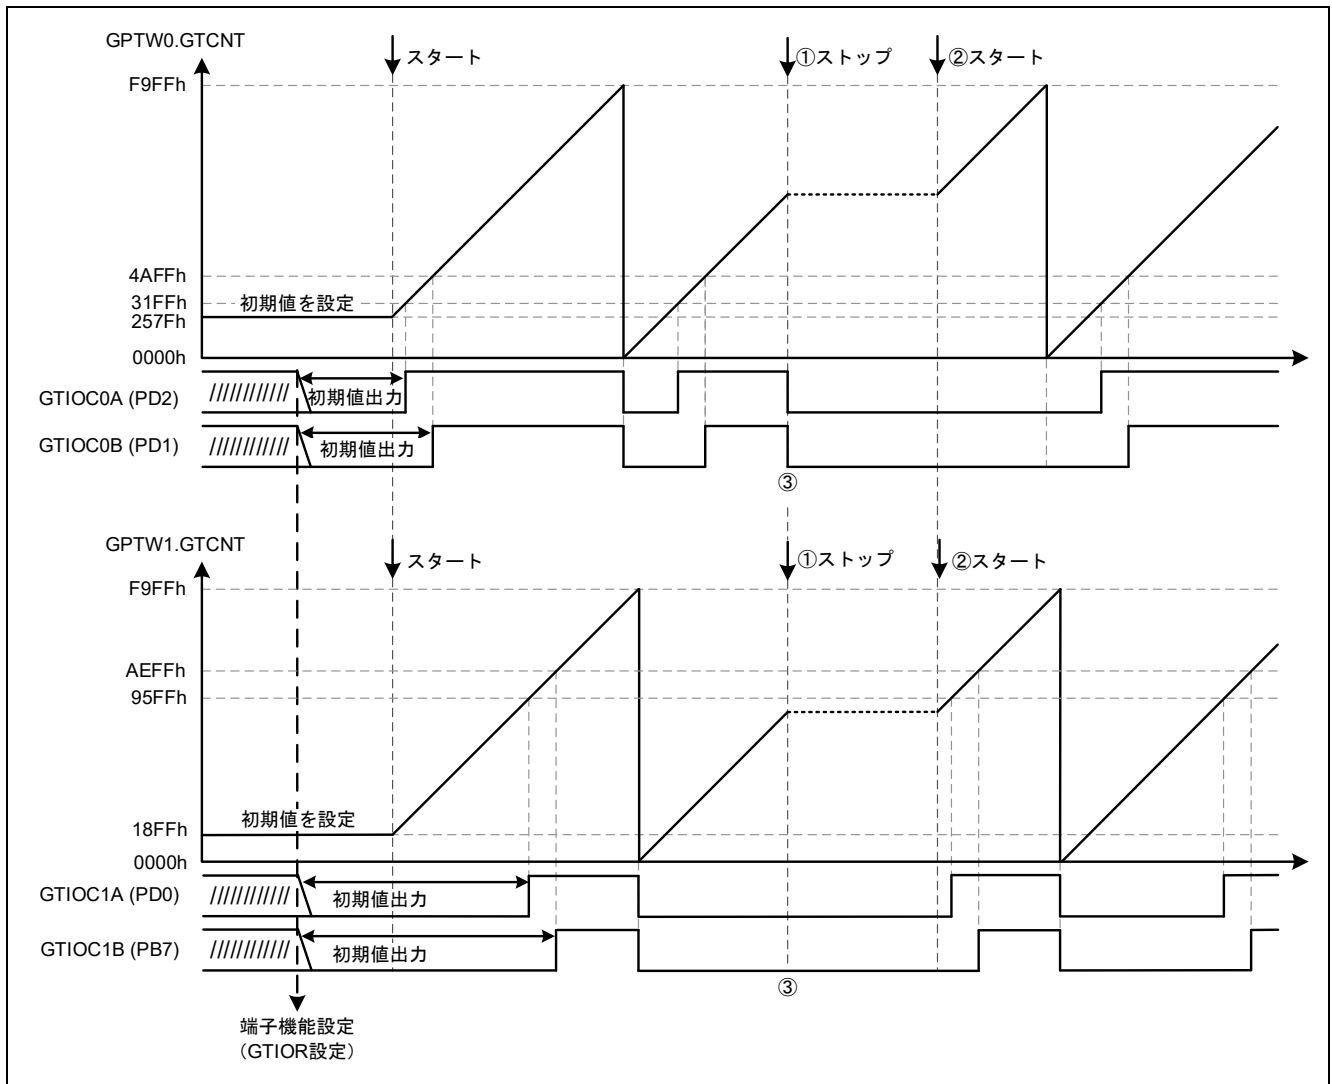 GPTW0.GTCNT
スタート
①ストップ
②スタート
F9FFh
4AFFh
31FFh
初期値を設定
257Fh
0000h
GTIOC0A (PD2)
初期値出力
GTIOC0B (PD1)
初期値出力
③
GPTW1.GTCNT
スタート
①ストップ
②スタート
F9FFh
AEFFh
95FFh
初期値を設定
18FFh
0000h
GTIOC1A (PD0)
初期値出力
GTIOC1B (PB7)
初期値出力
③
端子機能設定
（GTIOR設定）